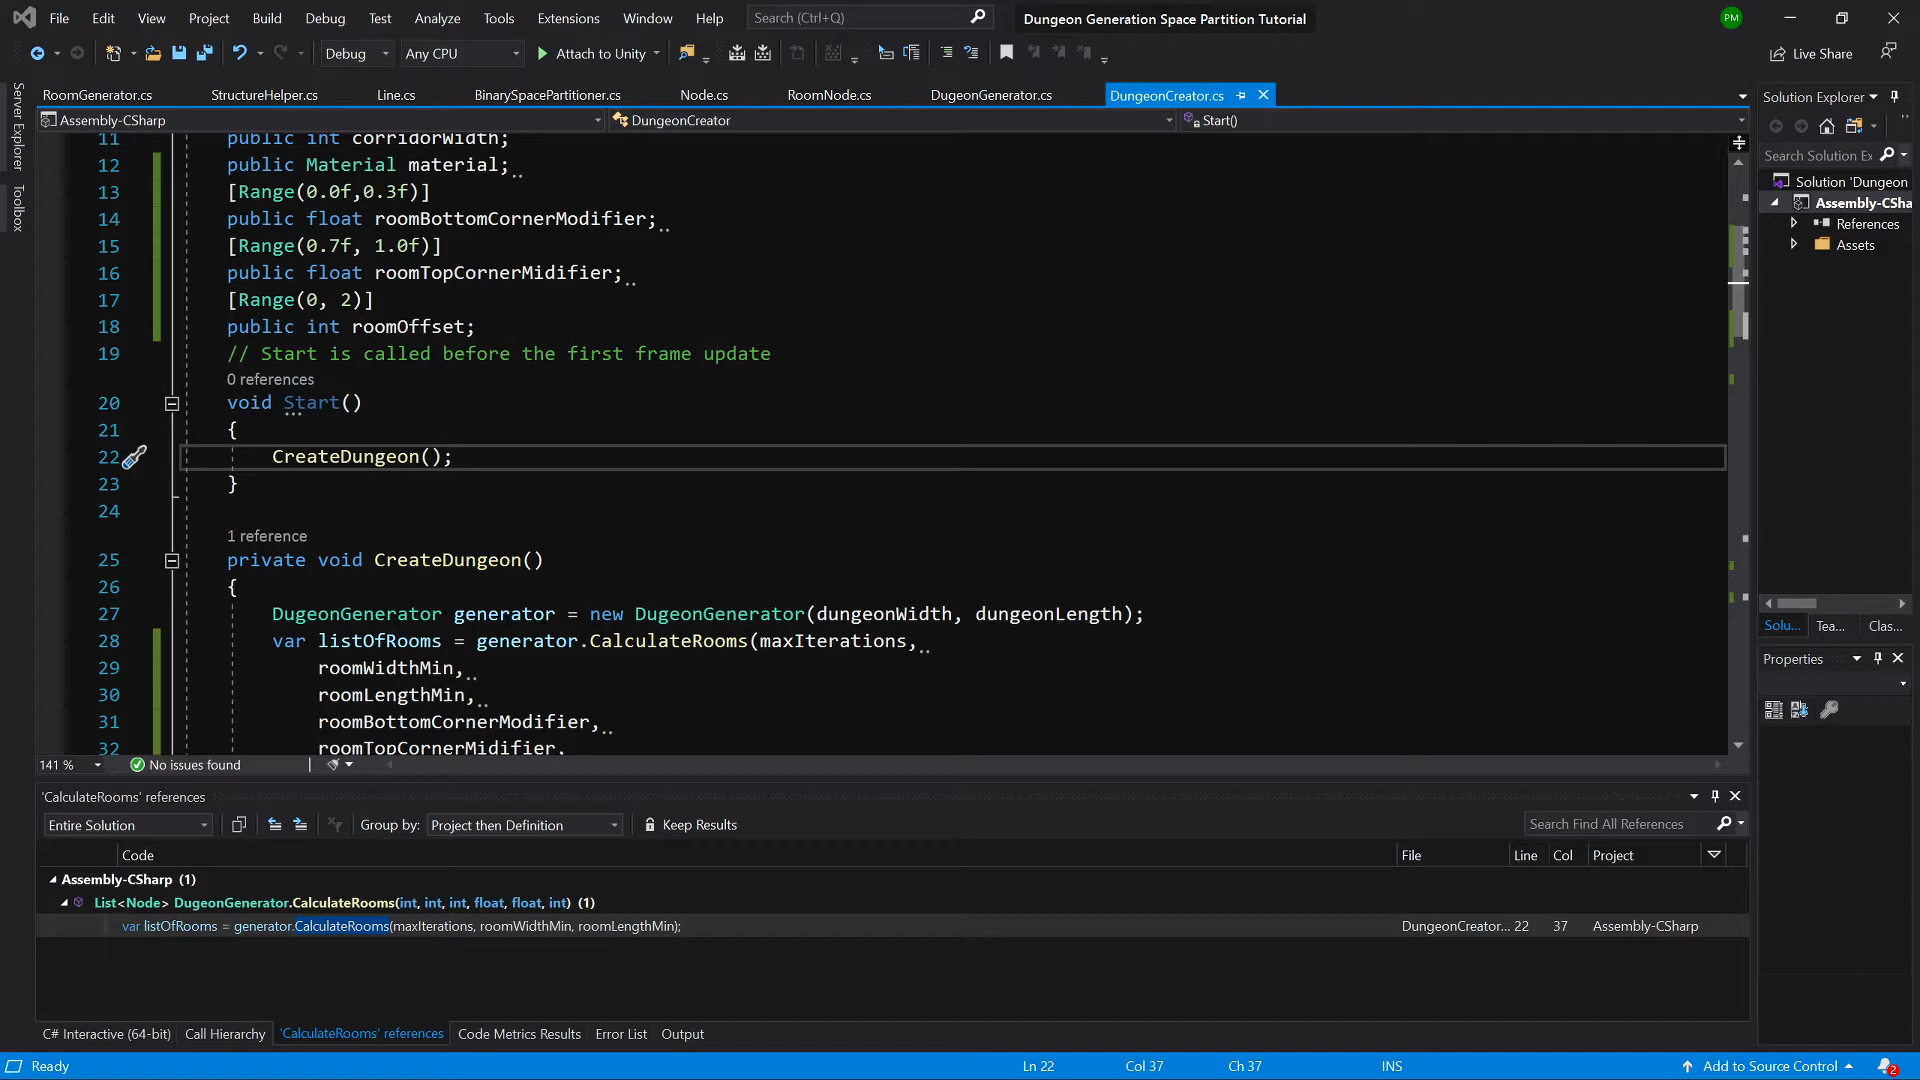 File Edit View Project Build Debug Test Analyze Tools Extensions Window Help Search (Ctrl+Q) Dungeon Generation Space Partition Tutorial PM
Debug Any CPU Attach to Unity Live Share
Server Explorer
Toolbox
RoomGenerator.cs StructureHelper.cs Line.cs BinarySpacePartitioner.cs Node.cs RoomNode.cs DugeonGenerator.cs DungeonCreator.cs
Assembly-CSharp DungeonCreator Start()
11 public int corridorWidth;
12 public Material material;
13 [Range(0.0f,0.3f)]
14 public float roomBottomCornerModifier;
15 [Range(0.7f, 1.0f)]
16 public float roomTopCornerMidifier;
17 [Range(0, 2)]
18 public int roomOffset;
19 // Start is called before the first frame update
0 references
20 void Start()
21 {
22 CreateDungeon();
23 }
24
1 reference
25 private void CreateDungeon()
26 {
27 DugeonGenerator generator = new DugeonGenerator(dungeonWidth, dungeonLength);
28 var listOfRooms = generator.CalculateRooms(maxIterations,
29 roomWidthMin,
30 roomLengthMin,
31 roomBottomCornerModifier,
32 roomTopCornerMidifier,
141 % No issues found
Solution Explorer
Search Solution Ex
Solution 'Dungeon
Assembly-CSha
References
Assets
Solu... Tea... Clas...
Properties
'CalculateRooms' references
Entire Solution Group by: Project then Definition Keep Results Search Find All References
Code File Line Col Project
Assembly-CSharp (1)
List<Node> DugeonGenerator.CalculateRooms(int, int, int, float, float, int) (1)
var listOfRooms = generator.CalculateRooms(maxIterations, roomWidthMin, roomLengthMin); DungeonCreator... 22 37 Assembly-CSharp
C# Interactive (64-bit) Call Hierarchy 'CalculateRooms' references Code Metrics Results Error List Output
Ready Ln 22 Col 37 Ch 37 INS Add to Source Control 2